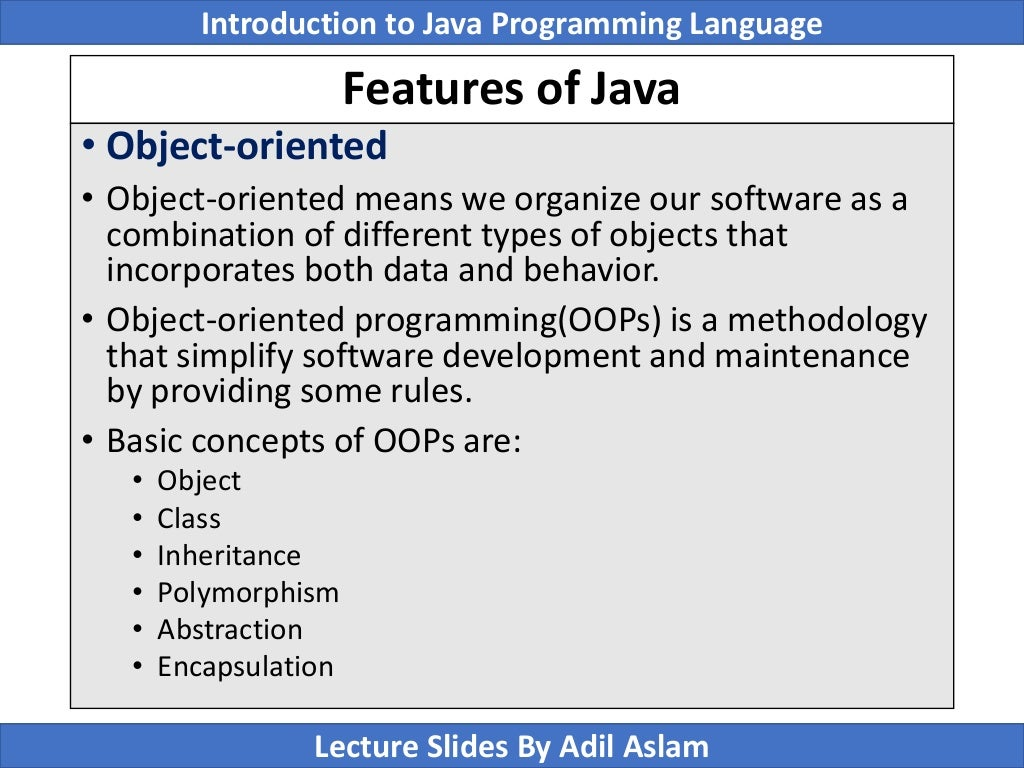 Introduction to Java Programming Language
Features of Java
• Object-oriented
• Object-oriented means we organize our software as a
combination of different types of objects that
incorporates both data and behavior.
• Object-oriented programming(OOPs) is a methodology
that simplify software development and maintenance
by providing some rules.
• Basic concepts of OOPs are:
• Object
• Class
• Inheritance
• Polymorphism
• Abstraction
• Encapsulation
Lecture Slides By Adil Aslam